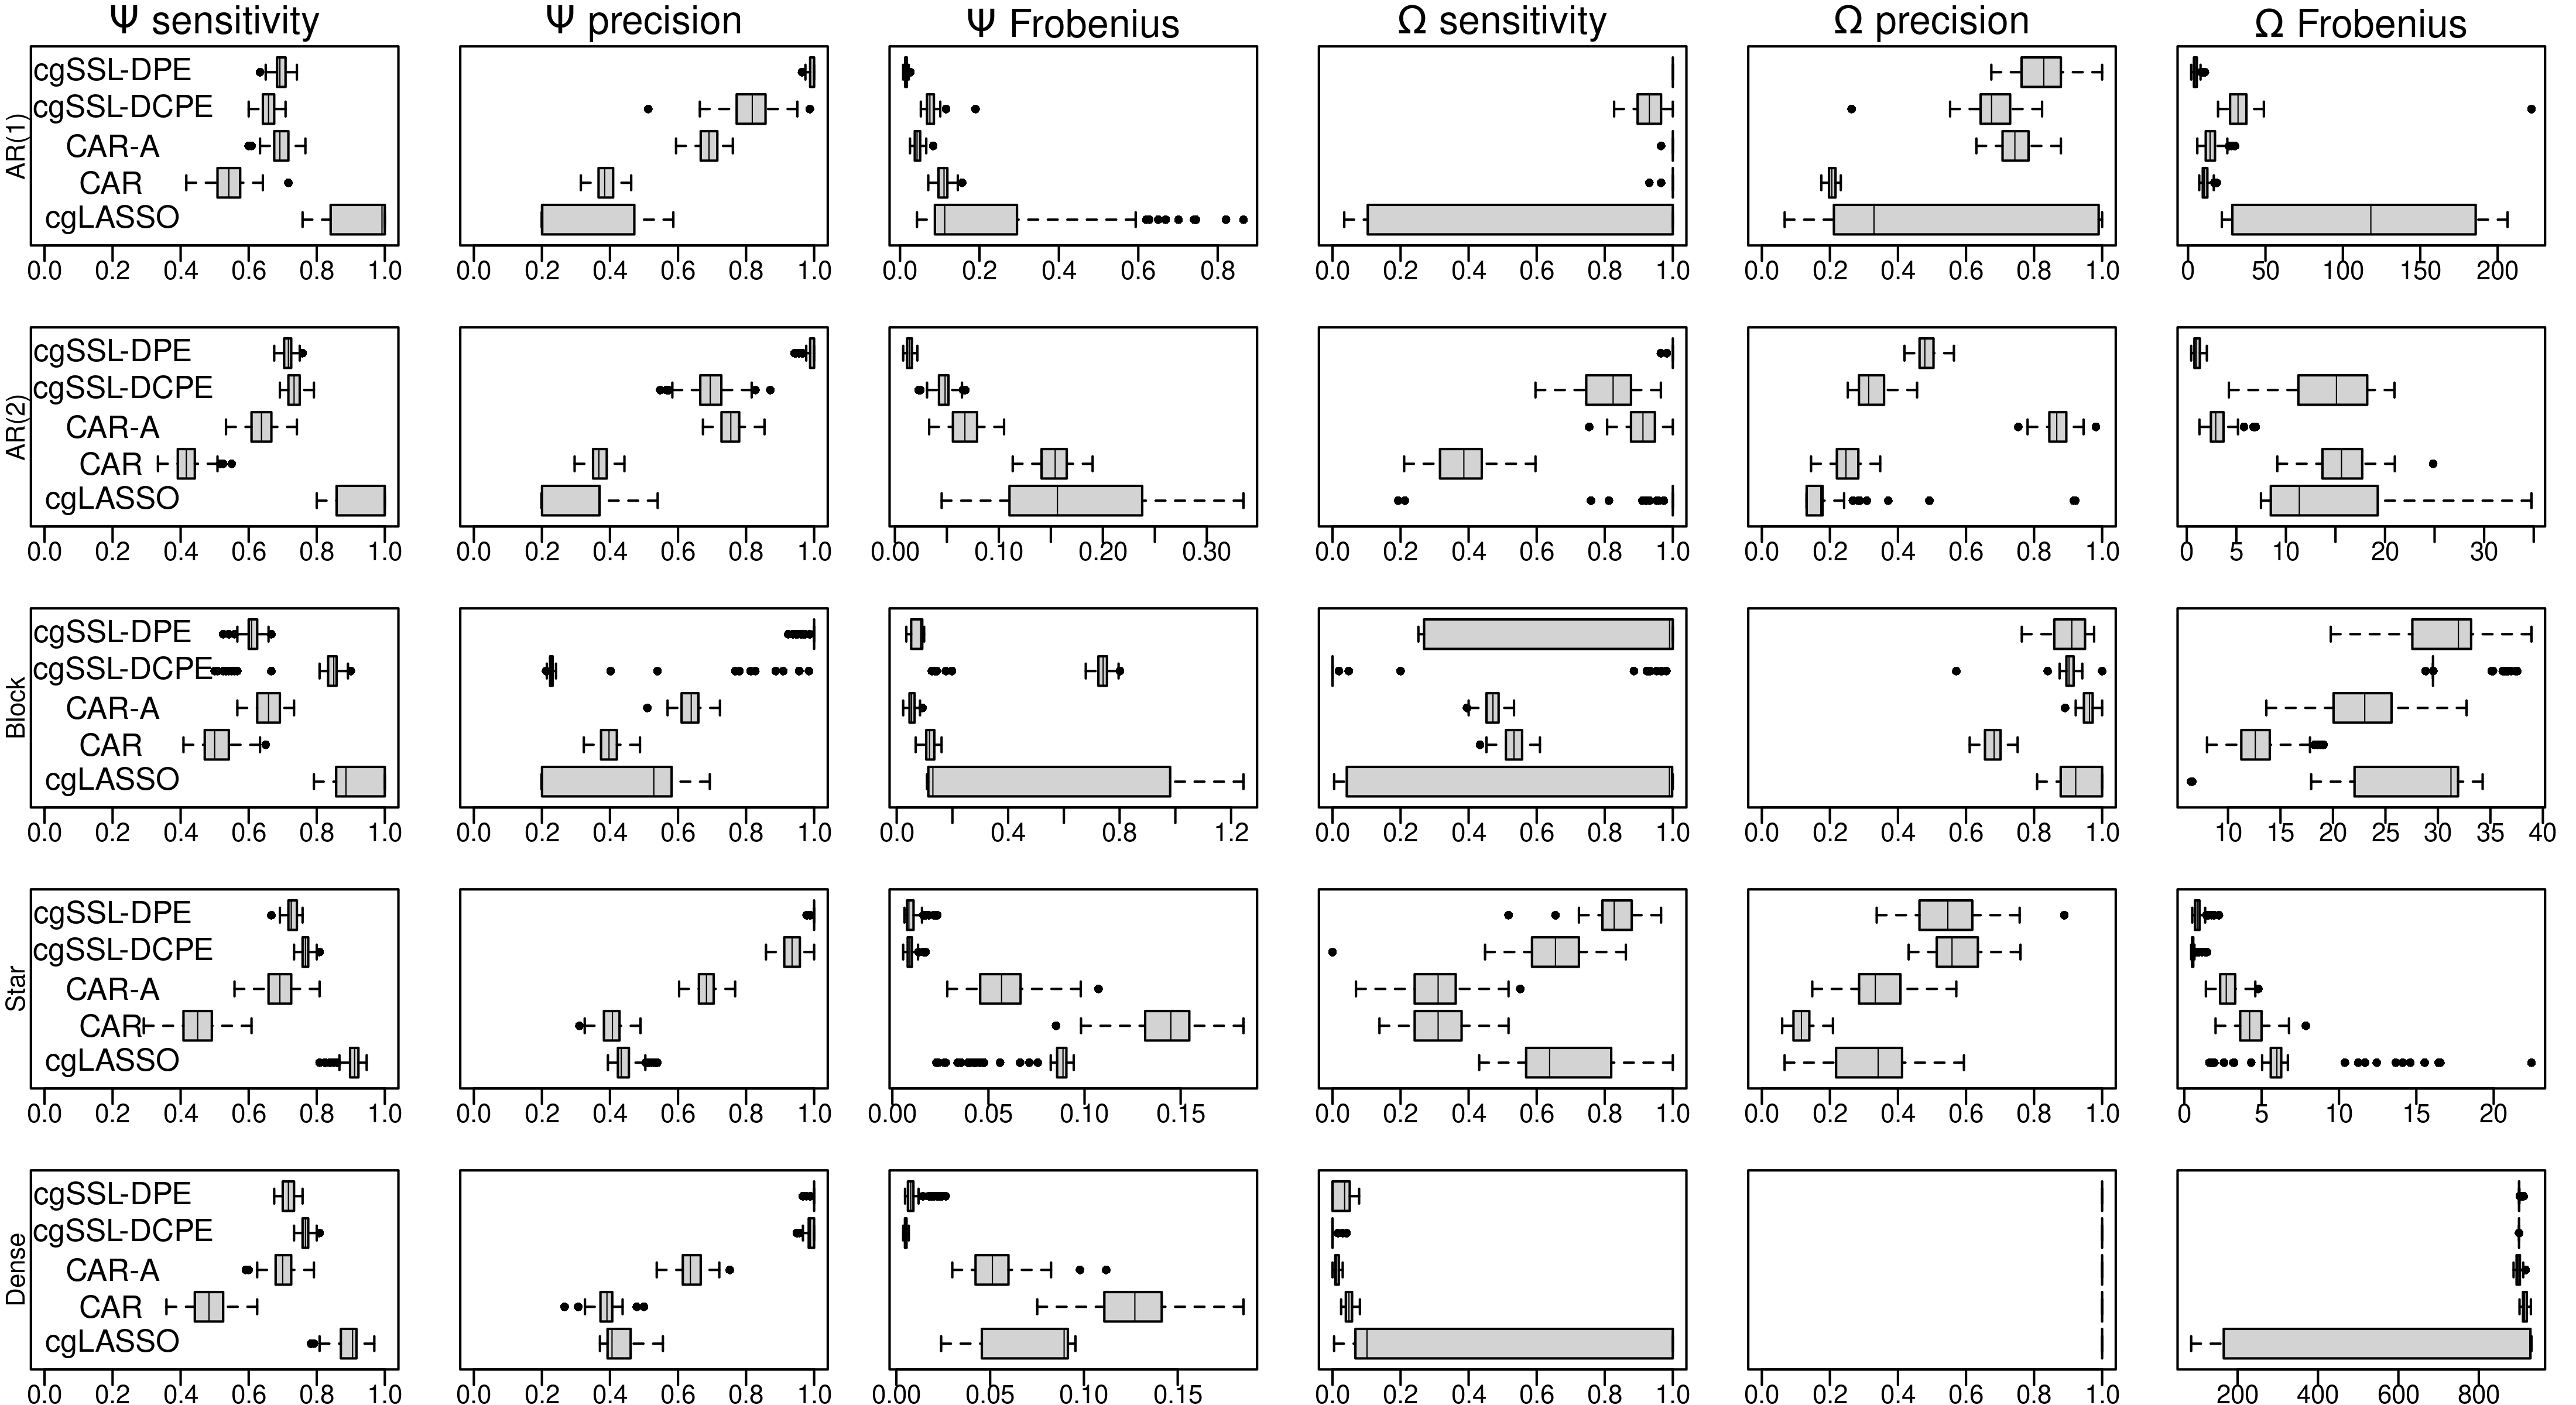 Ψ sensitivity Ψ precision Ψ Frobenius Ω sensitivity Ω precision Ω Frobenius
AR(1)
cgSSL-DPE
cgSSL-DCPE
CAR-A
CAR
cgLASSO
0.0 0.2 0.4 0.6 0.8 1.0 0.0 0.2 0.4 0.6 0.8 1.0 0.0 0.2 0.4 0.6 0.8 0.0 0.2 0.4 0.6 0.8 1.0 0.0 0.2 0.4 0.6 0.8 1.0 0 50 100 150 200
AR(2)
cgSSL-DPE
cgSSL-DCPE
CAR-A
CAR
cgLASSO
0.0 0.2 0.4 0.6 0.8 1.0 0.0 0.2 0.4 0.6 0.8 1.0 0.00 0.10 0.20 0.30 0.0 0.2 0.4 0.6 0.8 1.0 0.0 0.2 0.4 0.6 0.8 1.0 0 5 10 20 30
Block
cgSSL-DPE
cgSSL-DCPE
CAR-A
CAR
cgLASSO
0.0 0.2 0.4 0.6 0.8 1.0 0.0 0.2 0.4 0.6 0.8 1.0 0.0 0.4 0.8 1.2 0.0 0.2 0.4 0.6 0.8 1.0 0.0 0.2 0.4 0.6 0.8 1.0 10 15 20 25 30 35 40
Star
cgSSL-DPE
cgSSL-DCPE
CAR-A
CAR
cgLASSO
0.0 0.2 0.4 0.6 0.8 1.0 0.0 0.2 0.4 0.6 0.8 1.0 0.00 0.05 0.10 0.15 0.0 0.2 0.4 0.6 0.8 1.0 0.0 0.2 0.4 0.6 0.8 1.0 0 5 10 15 20
Dense
cgSSL-DPE
cgSSL-DCPE
CAR-A
CAR
cgLASSO
0.0 0.2 0.4 0.6 0.8 1.0 0.0 0.2 0.4 0.6 0.8 1.0 0.00 0.05 0.10 0.15 0.0 0.2 0.4 0.6 0.8 1.0 0.0 0.2 0.4 0.6 0.8 1.0 200 400 600 800